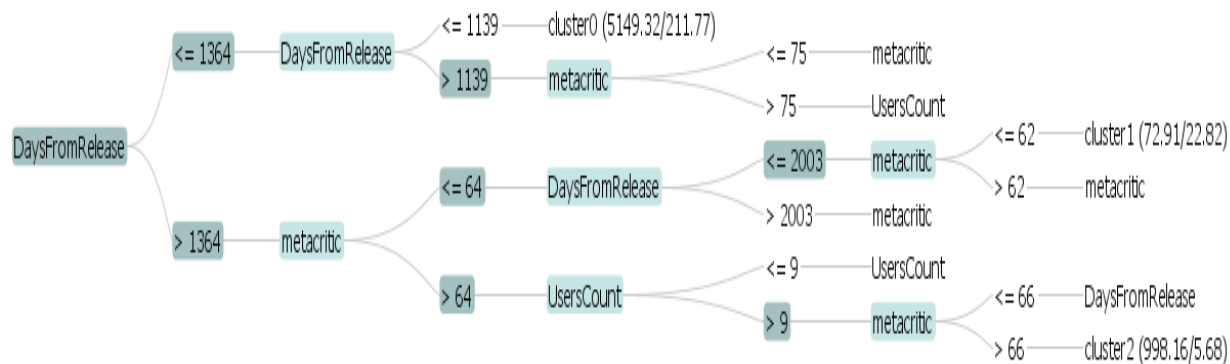 <= 1139 cluster0 (5149.32/211.77)
<= 1364 DaysFromRelease
<= 75 metacritic
> 1139 metacritic
> 75 UsersCount
<= 62 cluster1 (72.91/22.82)
DaysFromRelease
<= 2003 metacritic
<= 64 DaysFromRelease
> 62 metacritic
> 2003 metacritic
> 1364 metacritic
<= 9 UsersCount
> 64 UsersCount
<= 66 DaysFromRelease
> 9 metacritic
> 66 cluster2 (998.16/5.68)